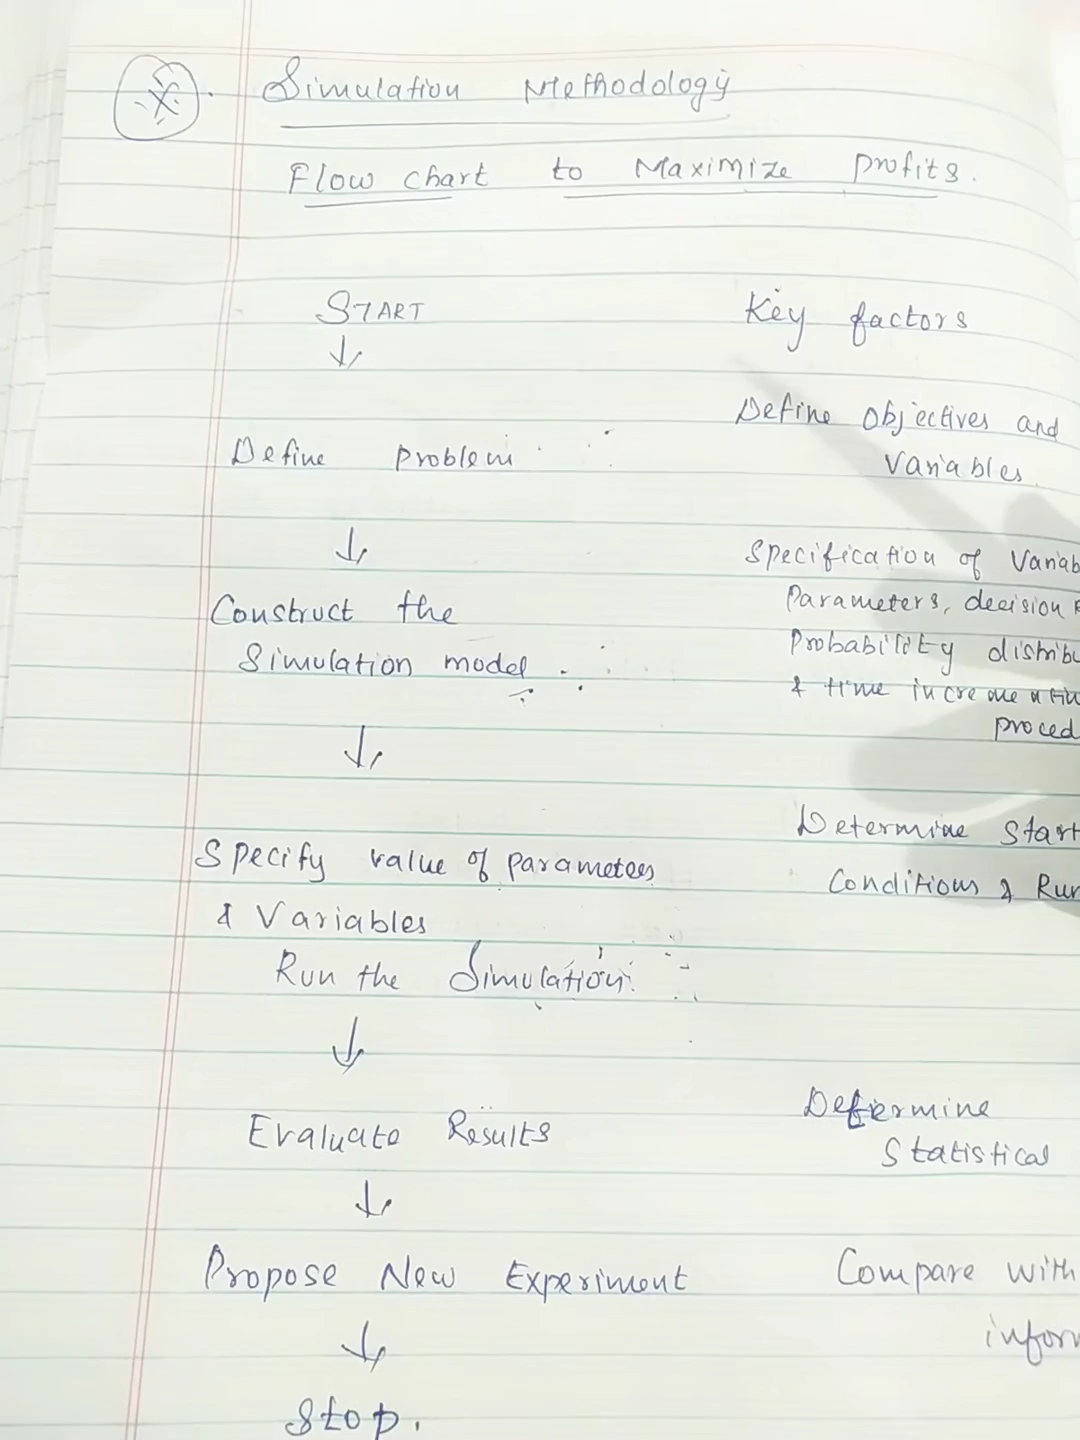 Simulation Methodology
Flow chart to Maximize Profits.
START
Key factors
↓
Define Problem
Define Objectives and
Variables.
↓
Construct the
Simulation model
Specification of
Parameters, decision
Probability
& time
↓
Specify value of parameters
& Variables
Run the Simulation
Determine
Conditions &
↓
Evaluate Results
Determine
Statistical
↓
Propose New Experiment
Compare with
↓
Stop.